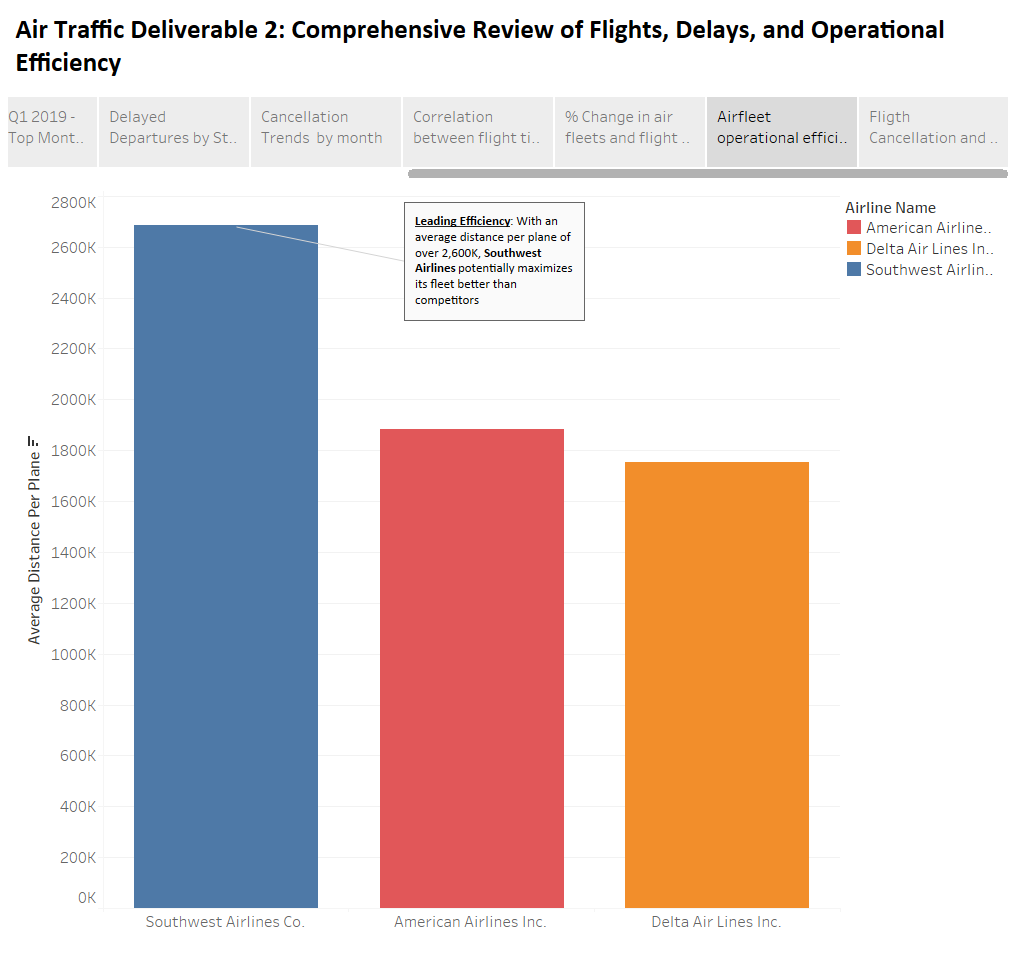 Air Traffic Deliverable 2: Comprehensive Review of Flights, Delays, and Operational
Efficiency
Q1 2019 -
Top Mont..
Delayed
Departures by St..
Cancellation
Trends by month
Correlation
between flight ti..
% Change in air
fleets and flight ..
Airfleet
operational effici..
Fligth
Cancellation and ..
2800K
2600K
2400K
2200K
2000K
1800K
1600K
1400K
1200K
1000K
800K
600K
400K
200K
0K
Average Distance Per Plane
Leading Efficiency: With an
average distance per plane of
over 2,600K, Southwest
Airlines potentially maximizes
its fleet better than
competitors
Southwest Airlines Co.
American Airlines Inc.
Delta Air Lines Inc.
Airline Name
American Airline..
Delta Air Lines In..
Southwest Airlin..